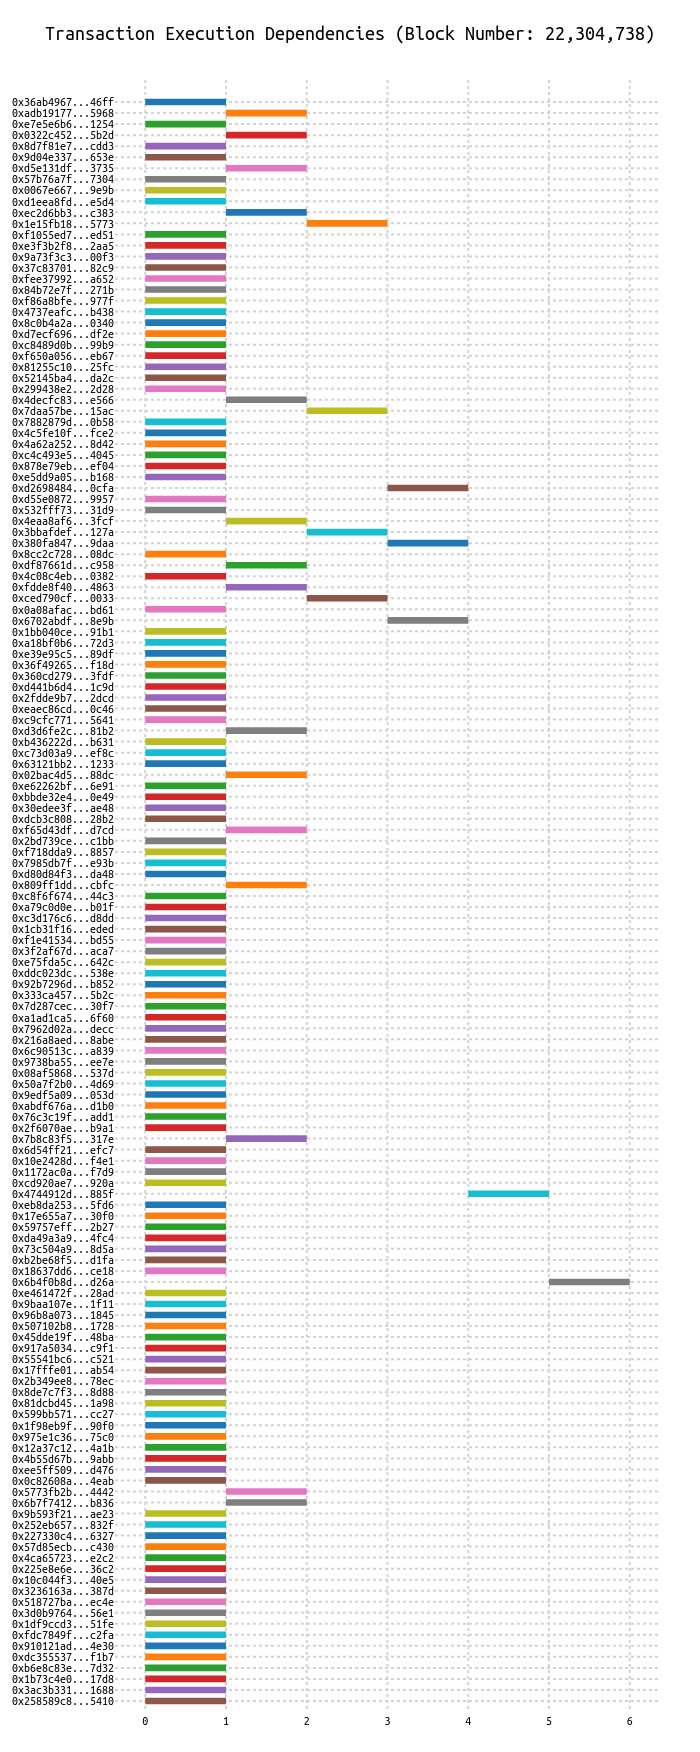 Transaction Execution Dependencies (Block Number: 22,304,738)
0x36ab4967...46ff
0xadb19177...5968
0xe7e5e6b6...1254
0x0322c452...5b2d
0x8d7f81e7...cdd3
0x9d04e337...653e
0xd5e131df...3735
0x57b76a7f...7304
0x0067e667...9e9b
0xd1eea8fd...e5d4
0xec2d6bb3...c383
0x1e15fb18...5773
0xf1055ed7...ed51
0xe3f3b2f8...2aa5
0x9a73f3c3...00f3
0x37c83701...82c9
0xfee37992...a652
0x84b72e7f...271b
0xf86a8bfe...977f
0x4737eafc...b438
0x8c0b4a2a...0340
0xd7ecf696...df2e
0xc8489d0b...99b9
0xf650a056...eb67
0x81255c10...25fc
0x52145ba4...da2c
0x299438e2...2d28
0x4decfc83...e566
0x7daa57be...15ac
0x7882879d...0b58
0x4c5fe10f...fce2
0x4a62a252...8d42
0xc4c493e5...4045
0x878e79eb...ef04
0xe5dd9a05...b168
0xd2698484...0cfa
0xd55e0872...9957
0x532fff73...31d9
0x4eaa8af6...3fcf
0x3bbafdef...127a
0x380fa847...9daa
0x8cc2c728...08dc
0xdf87661d...c958
0x4c08c4eb...0382
0xfdde8f40...4863
0xced790cf...0033
0x0a08afac...bd61
0x6702abdf...8e9b
0x1bb040ce...91b1
0xa18bf0b6...72d3
0xe39e95c5...89df
0x36f49265...f18d
0x360cd279...3fdf
0xd441b6d4...1c9d
0x2fdde9b7...2dcd
0xeaec86cd...0c46
0xc9cfc771...5641
0xd3d6fe2c...81b2
0xb436222d...b631
0xc73d03a9...ef8c
0x63121bb2...1233
0x02bac4d5...88dc
0xe62262bf...6e91
0xbbde32e4...0e49
0x30edee3f...ae48
0xdcb3c808...28b2
0xf65d43df...d7cd
0x2bd739ce...c1bb
0xf718dda9...8857
0x7985db7f...e93b
0xd80d84f3...da48
0x809ff1dd...cbfc
0xc8f6f674...44c3
0xa79c0d0e...b01f
0xc3d176c6...d8dd
0x1cb31f16...eded
0xf1e41534...bd55
0x3f2af67d...aca7
0xe75fda5c...642c
0xddc023dc...538e
0x92b7296d...b852
0x333ca457...5b2c
0x7d287cec...30f7
0xa1ad1ca5...6f60
0x7962d02a...decc
0x216a8aed...8abe
0x6c90513c...a839
0x9738ba55...ee7e
0x08af5868...537d
0x50a7f2b0...4d69
0x9edf5a09...053d
0xabdf676a...d1b0
0x76c3c19f...add1
0x2f6070ae...b9a1
0x7b8c83f5...317e
0x6d54ff21...efc7
0x10e2428d...f4e1
0x1172ac0a...f7d9
0xcd920ae7...920a
0x4744912d...885f
0xeb8da253...5fd6
0x17e655a7...30f0
0x59757eff...2b27
0xda49a3a9...4fc4
0x73c504a9...8d5a
0xb2be68f5...d1fa
0x18637dd6...ce18
0x6b4f0b8d...d26a
0xe461472f...28ad
0x9baa107e...1f11
0x96b8a073...1845
0x507102b8...1728
0x45dde19f...48ba
0x917a5034...c9f1
0x55541bc6...c521
0x17fffe01...ab54
0x2b349ee8...78ec
0x8de7c7f3...8d88
0x81dcbd45...1a98
0x599bb571...cc27
0x1f98eb9f...90f0
0x975e1c36...75c0
0x12a37c12...4a1b
0x4b55d67b...9abb
0xee5ff509...d476
0x0c82608a...4eab
0x5773fb2b...4442
0x6b7f7412...b836
0x9b593f21...ae23
0x252eb657...832f
0x227330c4...6327
0x57d85ecb...c430
0x4ca65723...e2c2
0x225e8e6e...36c2
0x10c044f3...40e5
0x3236163a...387d
0x518727ba...ec4e
0x3d0b9764...56e1
0x1df9ccd3...51fe
0xfdc7849f...c2fa
0x910121ad...4e30
0xdc355537...f1b7
0xb6e8c83e...7d32
0x1b73c4e0...17d8
0x3ac3b331...1688
0x258589c8...5410
0 1 2 3 4 5 6